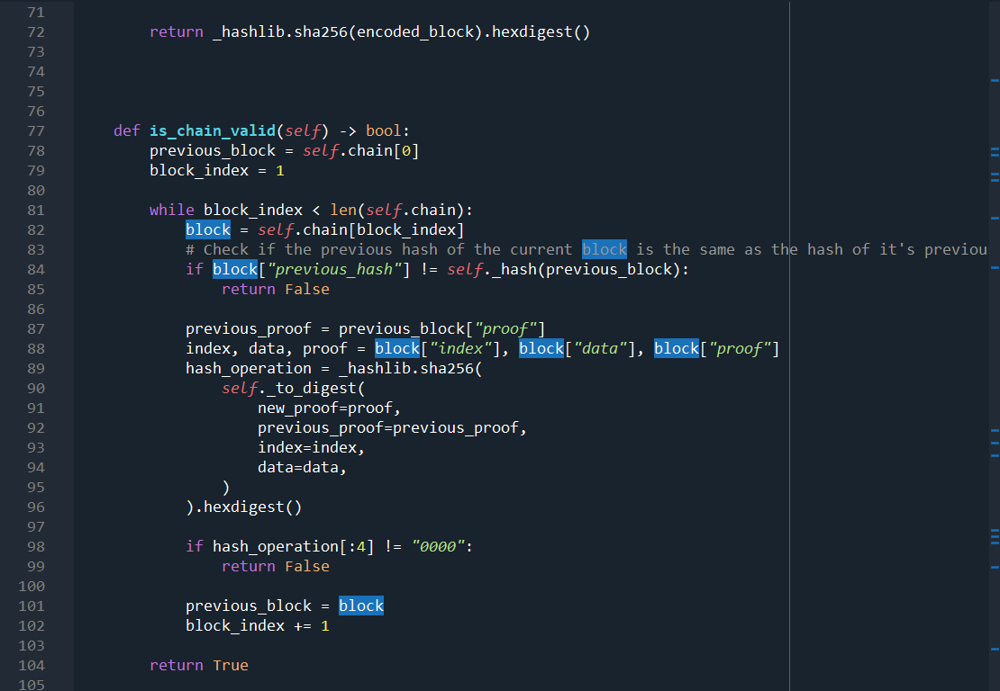 71
72 return _hashlib.sha256(encoded_block).hexdigest()
73
74
75
76
77 def is_chain_valid(self) -> bool:
78 previous_block = self.chain[0]
79 block_index = 1
80
81 while block_index < len(self.chain):
82 block = self.chain[block_index]
83 # Check if the previous hash of the current block is the same as the hash of it's previou
84 if block["previous_hash"] != self._hash(previous_block):
85 return False
86
87 previous_proof = previous_block["proof"]
88 index, data, proof = block["index"], block["data"], block["proof"]
89 hash_operation = _hashlib.sha256(
90 self._to_digest(
91 new_proof=proof,
92 previous_proof=previous_proof,
93 index=index,
94 data=data,
95 )
96 ).hexdigest()
97
98 if hash_operation[:4] != "0000":
99 return False
100
101 previous_block = block
102 block_index += 1
103
104 return True
105